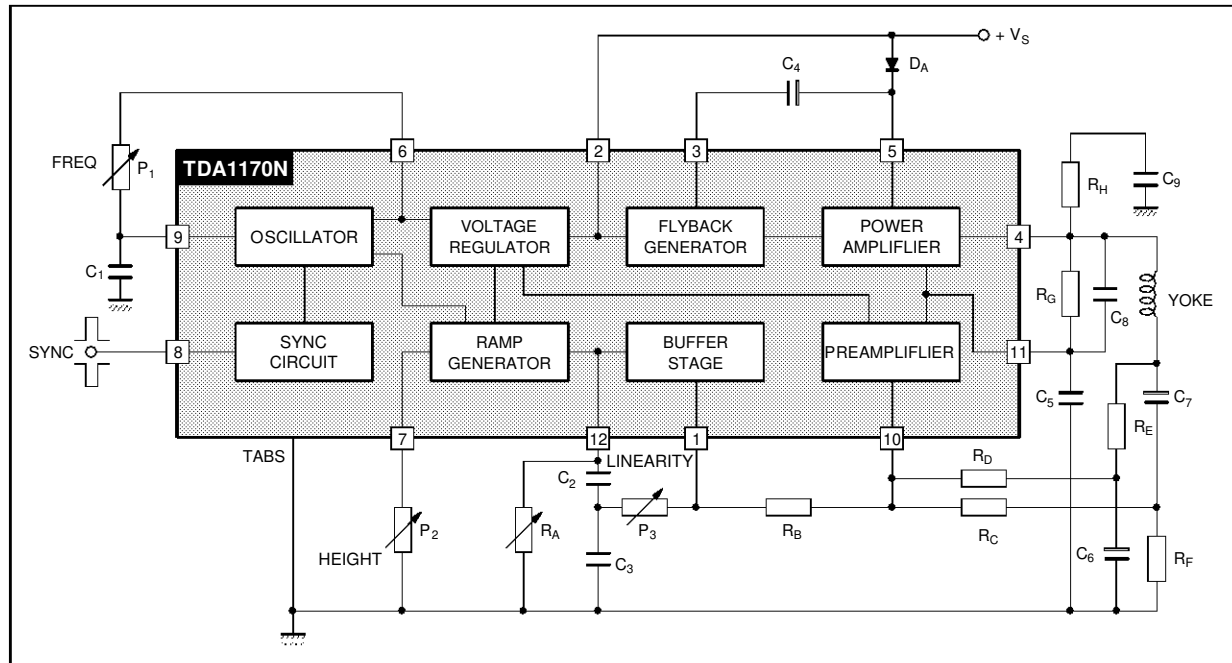 + VS
C4
DA
6
2
3
5
FREQ
P1
TDA1170N
RH
C9
9
OSCILLATOR
VOLTAGE
REGULATOR
FLYBACK
GENERATOR
POWER
AMPLIFLIER
4
C1
RG
C8
YOKE
SYNC
8
SYNC
CIRCUIT
RAMP
GENERATOR
BUFFER
STAGE
PREAMPLIFLIER
11
C5
C7
RE
7
12
1
10
TABS
LINEARITY
C2
RD
P2
RA
P3
RB
RC
HEIGHT
C3
C6
RF